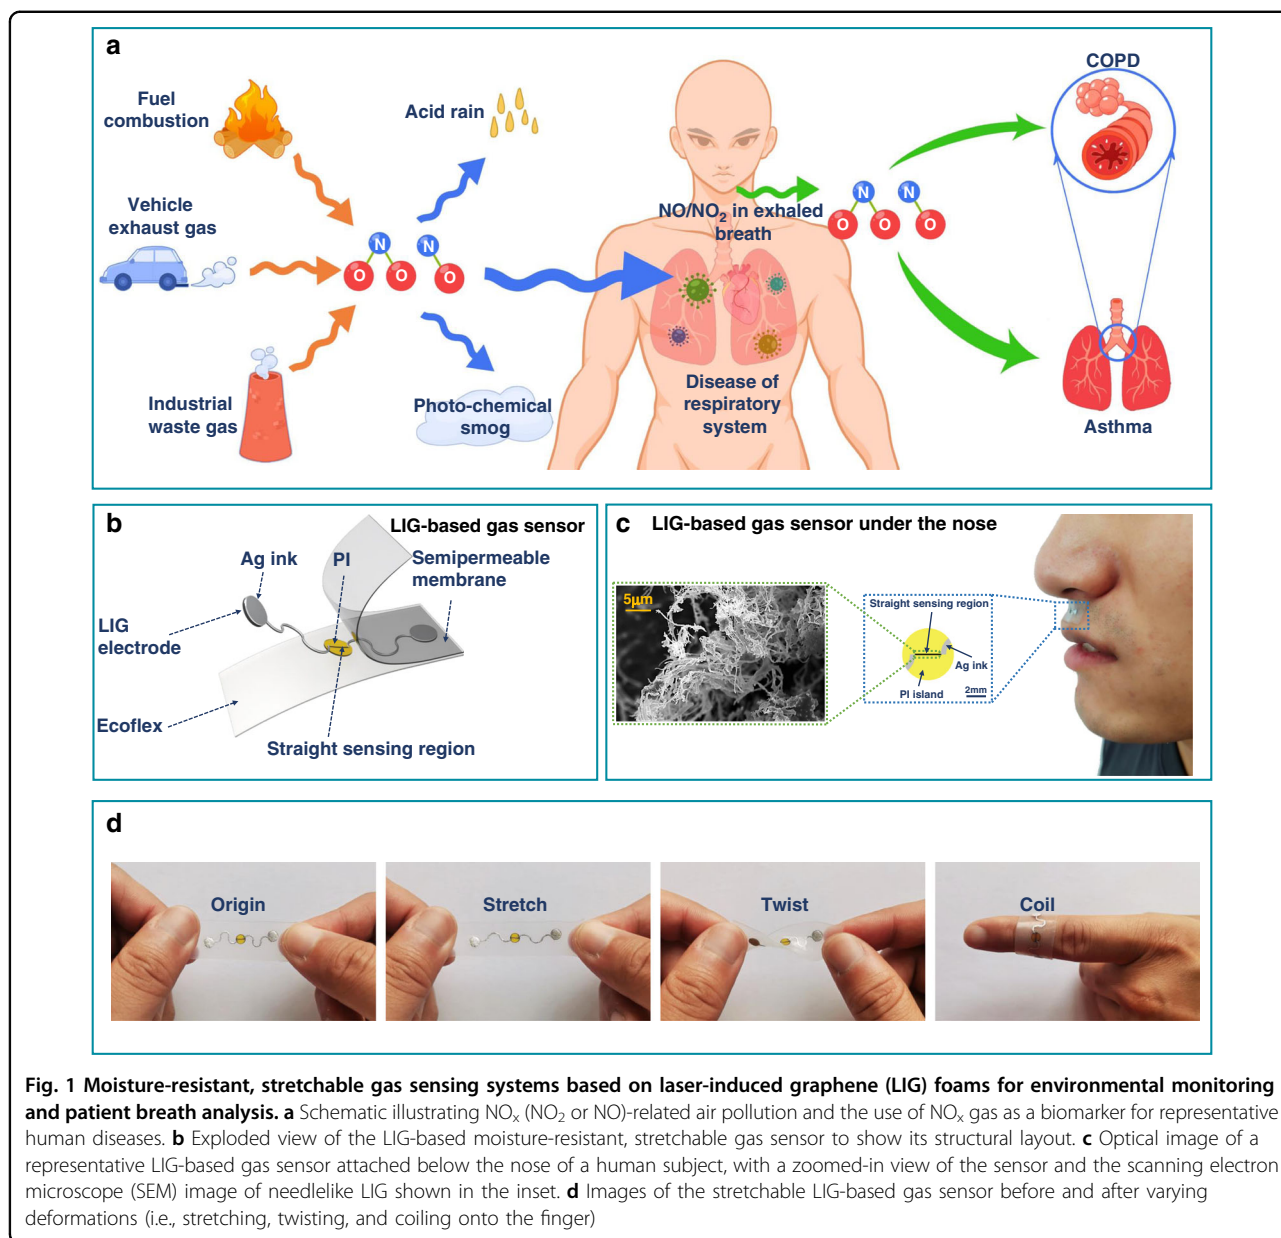 a
Fuel
combustion
Acid rain
COPD
Vehicle
exhaust gas
N
O
O
N
O
NO/NO2 in exhaled
breath
N
O
O
N
O
Industrial
waste gas
Photo-chemical
smog
Disease of
respiratory
system
Asthma
b
LIG-based gas sensor
Ag ink
PI
Semipermeable
membrane
LIG
electrode
Ecoflex
Straight sensing region
c
LIG-based gas sensor under the nose
5μm
Straight sensing region
Ag ink
PI island
2mm
d
Origin
Stretch
Twist
Coil
Fig. 1 Moisture-resistant, stretchable gas sensing systems based on laser-induced graphene (LIG) foams for environmental monitoring
and patient breath analysis. a Schematic illustrating NOx (NO2 or NO)-related air pollution and the use of NOx gas as a biomarker for representative
human diseases. b Exploded view of the LIG-based moisture-resistant, stretchable gas sensor to show its structural layout. c Optical image of a
representative LIG-based gas sensor attached below the nose of a human subject, with a zoomed-in view of the sensor and the scanning electron
microscope (SEM) image of needlelike LIG shown in the inset. d Images of the stretchable LIG-based gas sensor before and after varying
deformations (i.e., stretching, twisting, and coiling onto the finger)